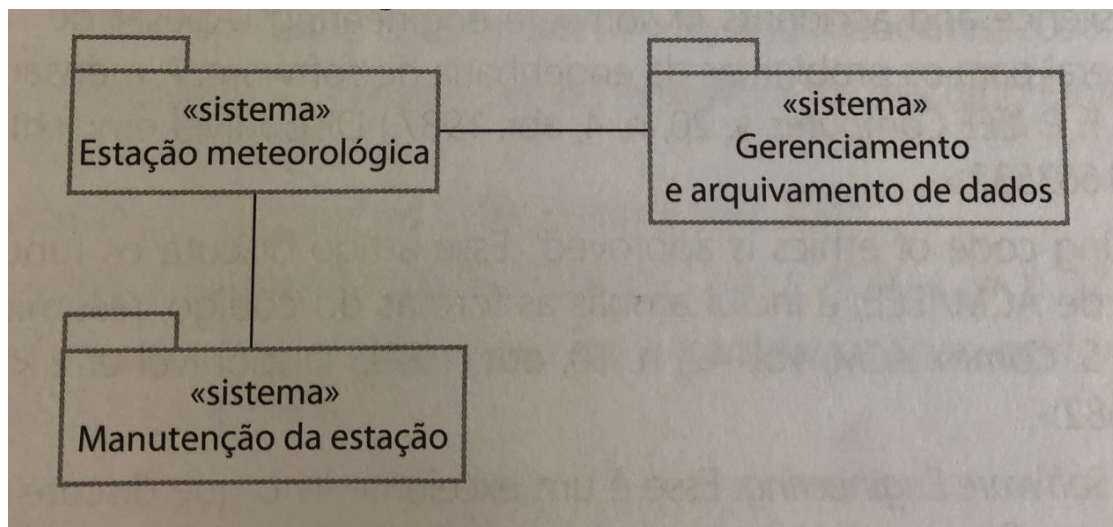 «sistema»
Estação meteorológica
«sistema»
Gerenciamento
e arquivamento de dados
«sistema»
Manutenção da estação